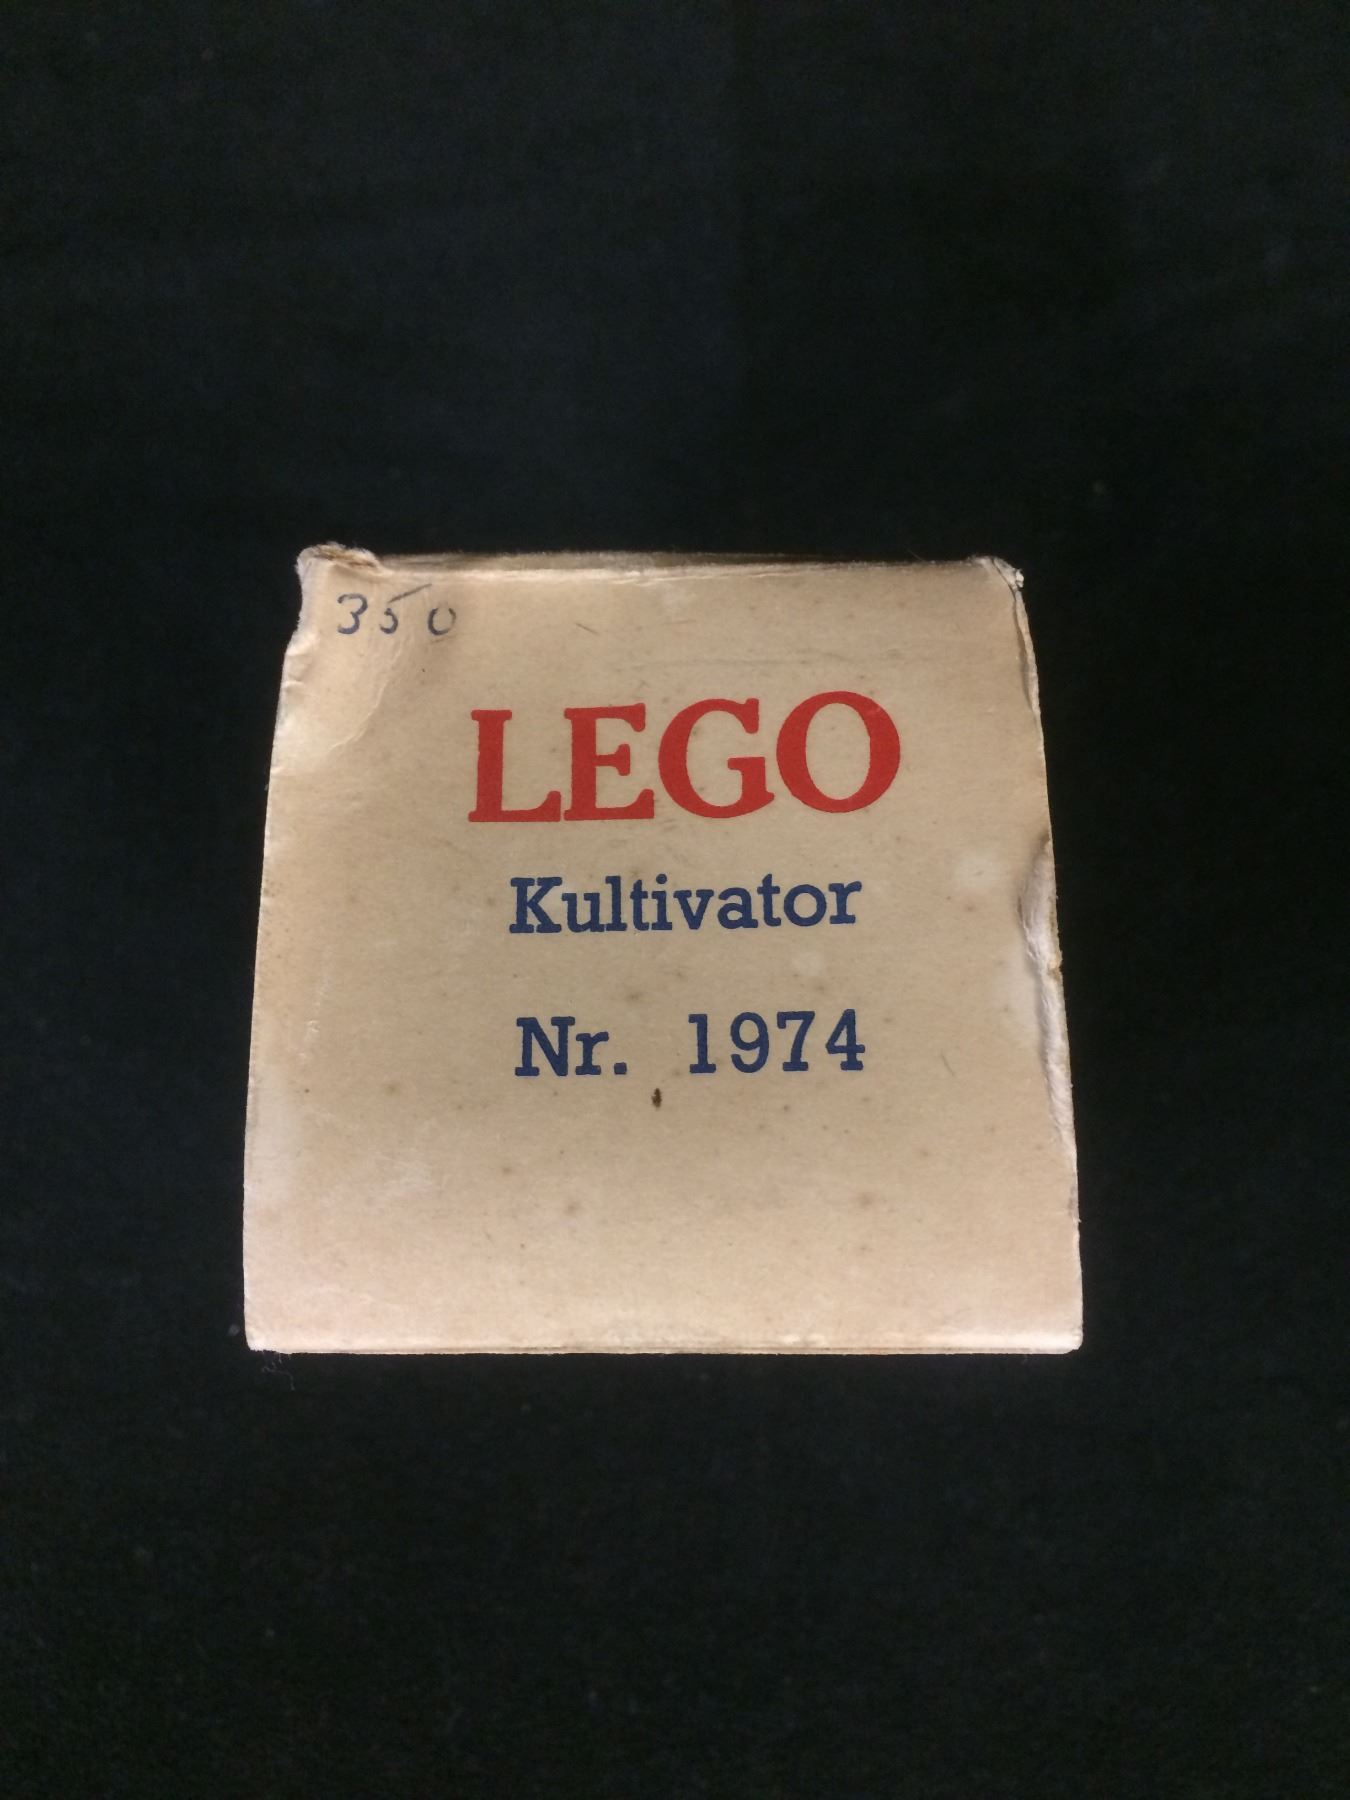 350
LEGO
Kultivator
Nr. 1974